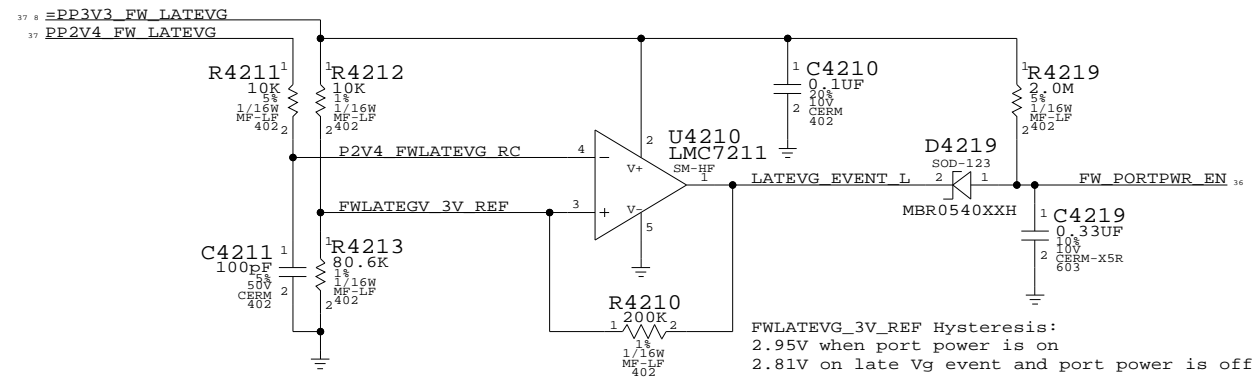 37 8 =PP3V3_FW_LATEVG
37 PP2V4_FW_LATEVG
R4211 1
10K
5%
1/16W
MF-LF
402
2
1 R4212
10K
1%
1/16W
MF-LF
2 402
1 C4210
0.1UF
20%
10V
2 CERM
402
1 R4219
2.0M
5%
1/16W
MF-LF
2 402
P2V4_FWLATEVG_RC
4
2
V+
U4210
LMC7211
SM-HF
1
D4219
SOD-123
LATEVG_EVENT_L
2
1
FW_PORTPWR_EN 36
MBR0540XXH
FWLATEGV_3V_REF
3
V-
5
1 C4219
0.33UF
10%
10V
2 CERM-X5R
603
C4211 1
100pF
5%
50V
CERM 2
402
1 R4213
80.6K
1%
1/16W
MF-LF
2 402
R4210
200K
1
2
1%
1/16W
MF-LF
402
FWLATEVG_3V_REF Hysteresis:
2.95V when port power is on
2.81V on late Vg event and port power is off